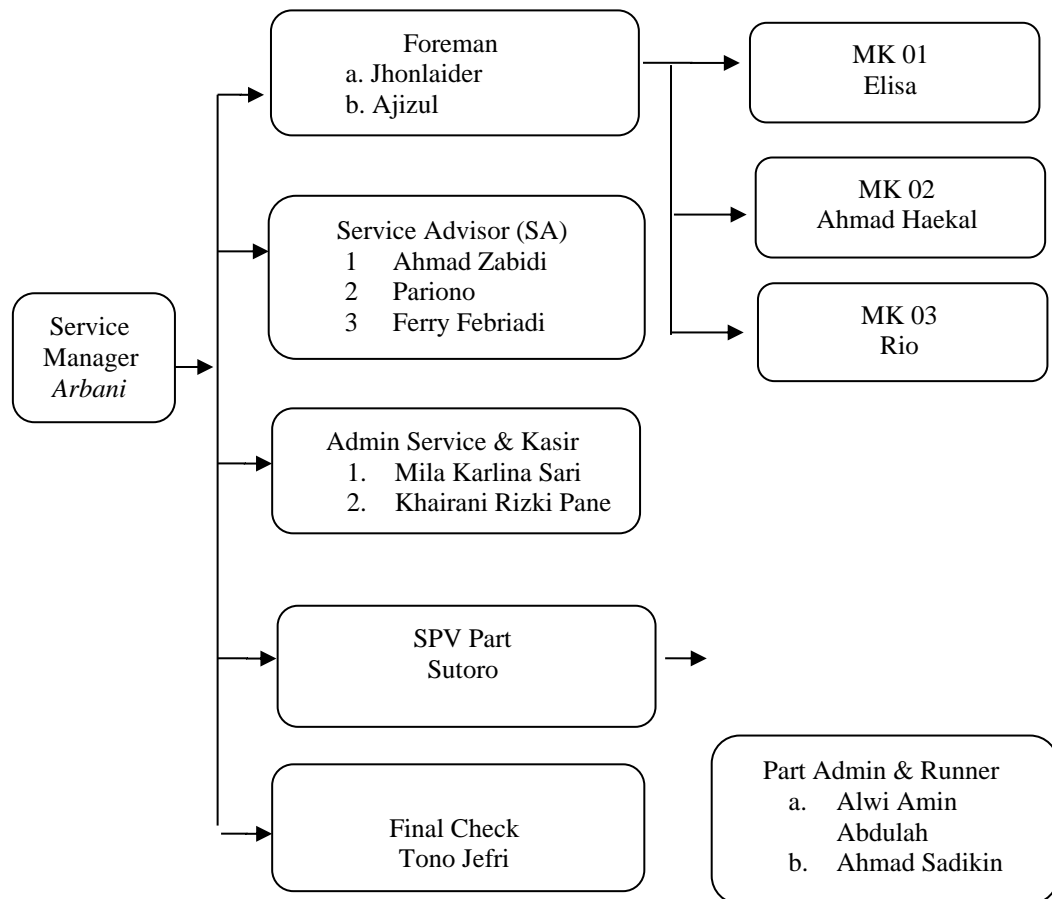 Foreman
a. Jhonlaider
b. Ajizul
MK 01
Elisa
MK 02
Ahmad Haekal
Service Advisor (SA)
1 Ahmad Zabidi
2 Pariono
3 Ferry Febriadi
MK 03
Rio
Service
Manager
Arbani
Admin Service & Kasir
1. Mila Karlina Sari
2. Khairani Rizki Pane
SPV Part
Sutoro
Part Admin & Runner
a. Alwi Amin
Abdulah
b. Ahmad Sadikin
Final Check
Tono Jefri